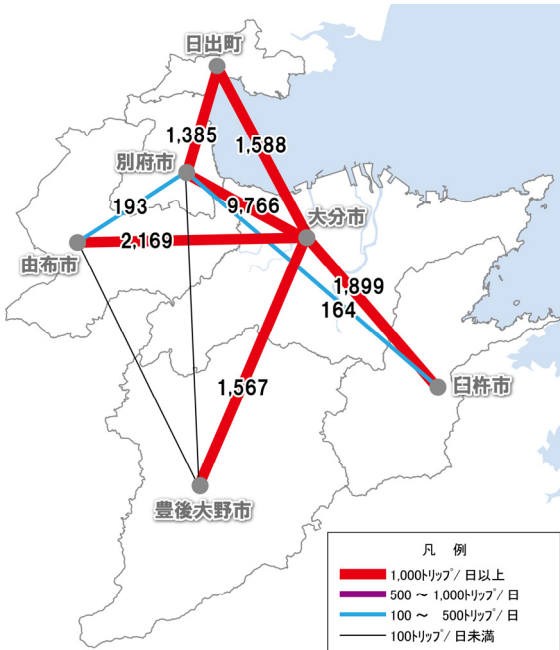 日出町
1,385
1,588
別府市
193
9,766
大分市
2,169
由布市
1,899
164
1,567
臼杵市
豊後大野市
凡 例
1,000トリップ/ 日以上
500 ～ 1,000トリップ/ 日
100 ～ 500トリップ/ 日
100トリップ/ 日未満